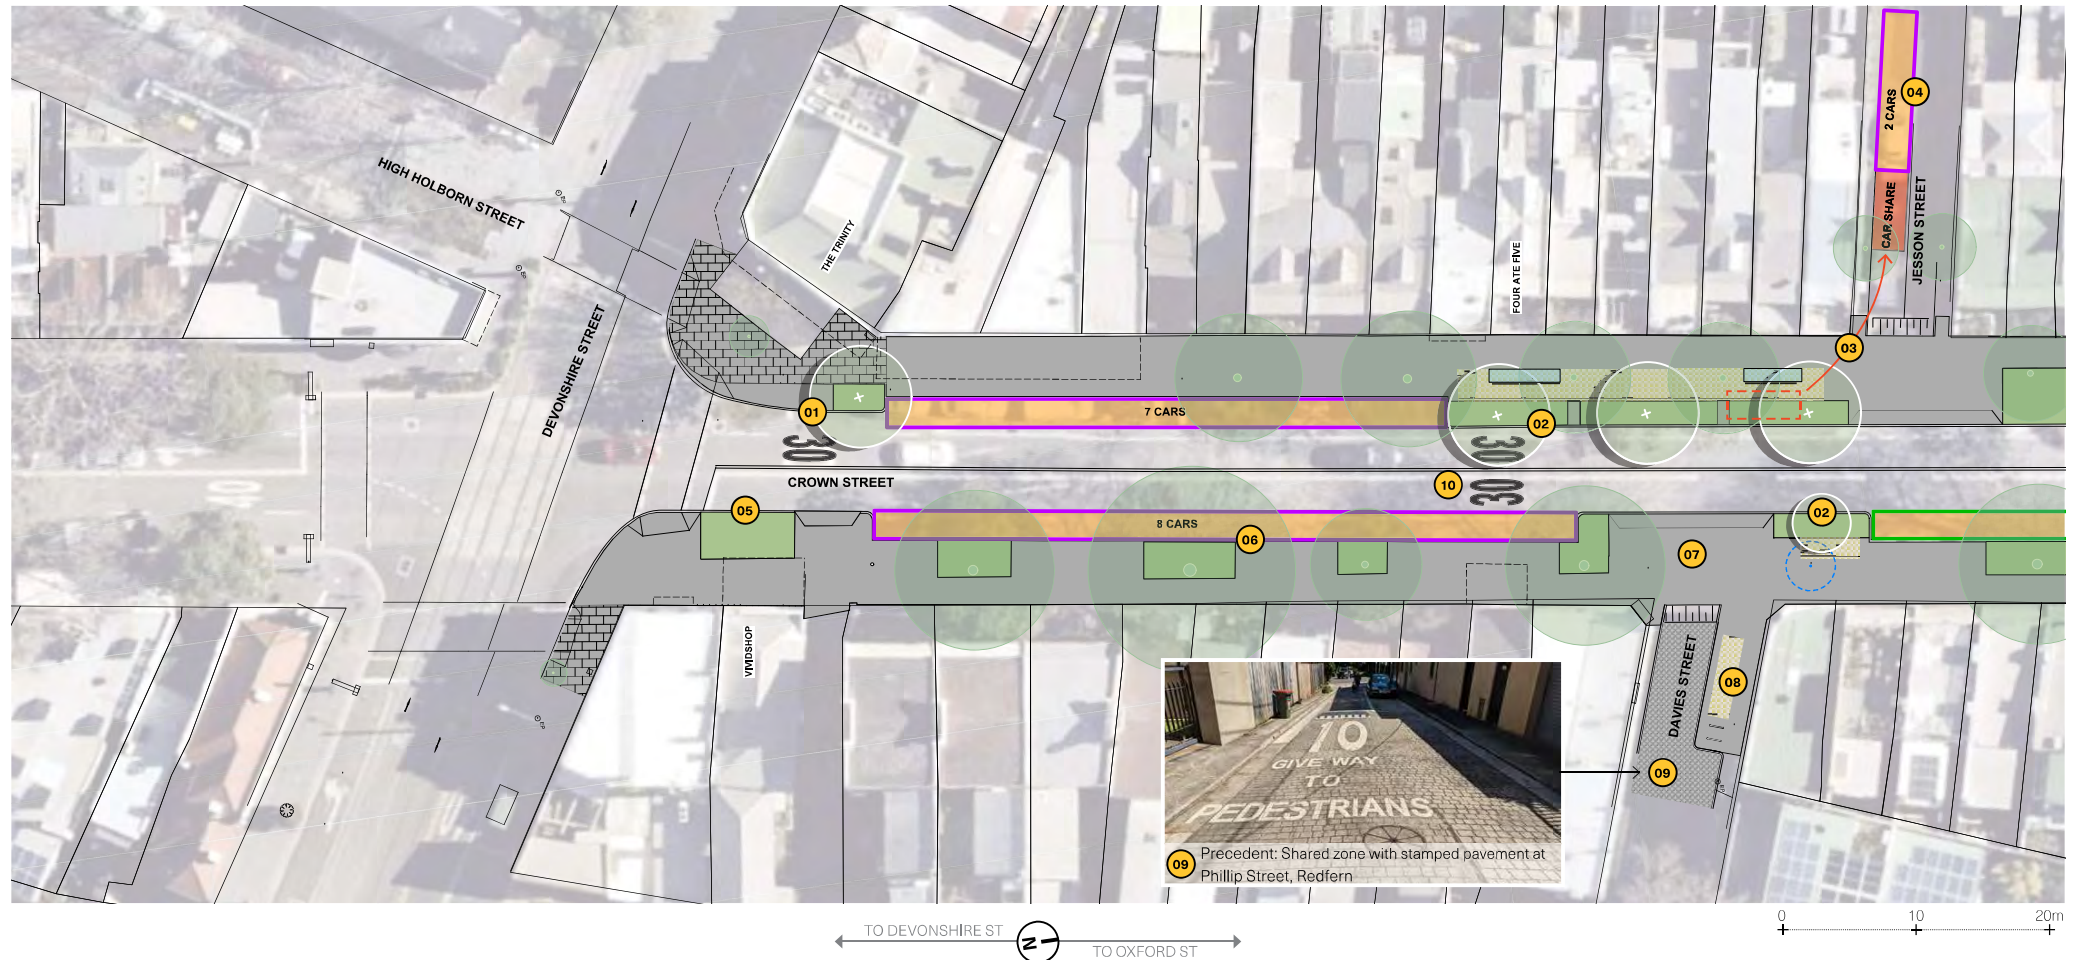 2 CARS
04
CAR SHARE
JESSON STREET
HIGH HOLBORN STREET
THE TRINITY
FOUR ATE FIVE
DEVONSHIRE STREET
03
01
7 CARS
02
30
30
CROWN STREET
10
30
40
05
8 CARS
06
02
07
VIVIDSHOP
DAVIES STREET
08
09
10
GIVE WAY
TO
PEDESTRIANS
09
Precedent: Shared zone with stamped pavement at
Phillip Street, Redfern
TO DEVONSHIRE ST
N
TO OXFORD ST
0
10
20m